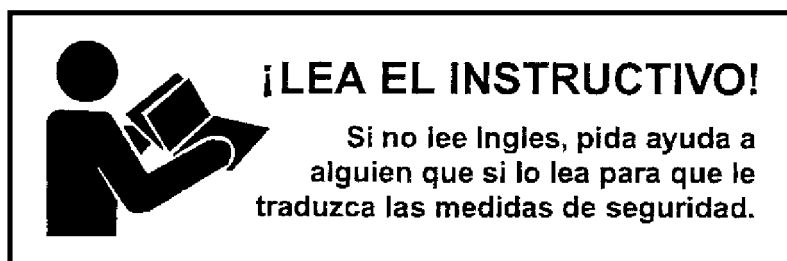 ¡LEA EL INSTRUCTIVO!
Si no lee Ingles, pida ayuda a
alguien que si lo lea para que le
traduzca las medidas de seguridad.